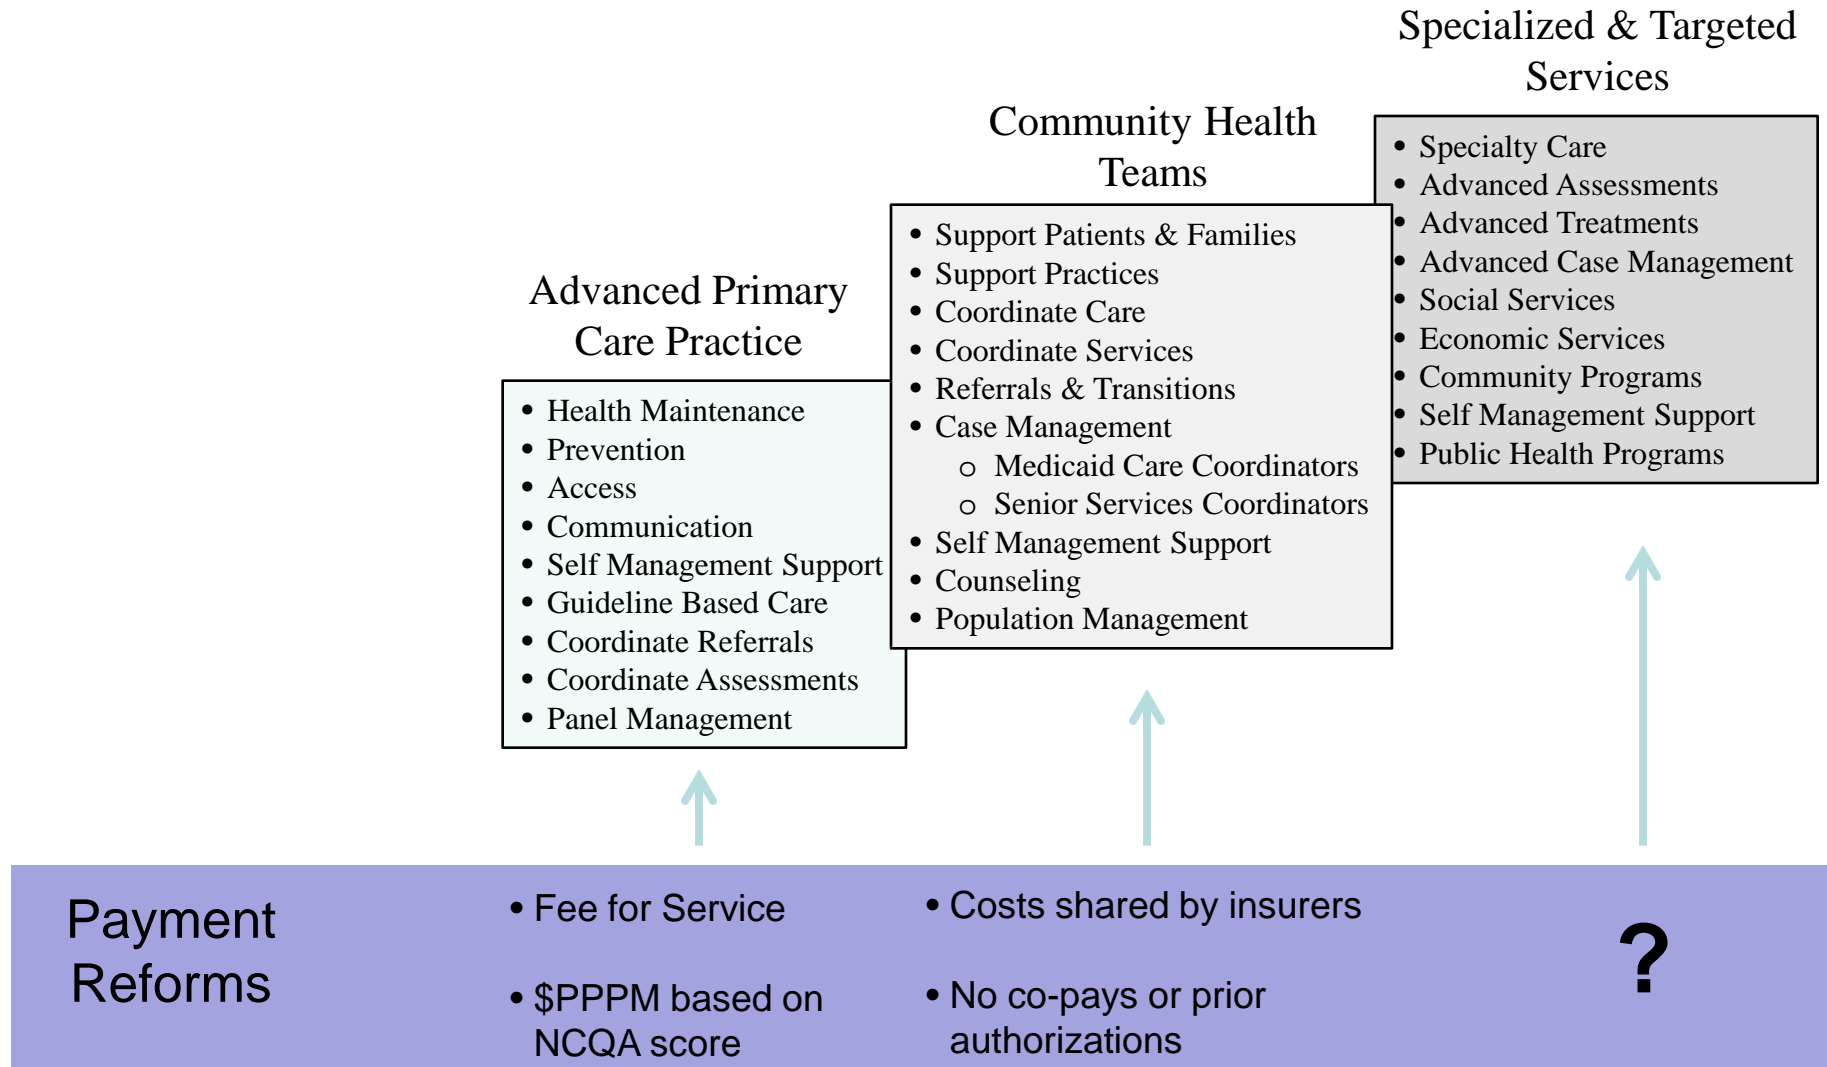 Specialized & Targeted
Services
• Specialty Care
• Advanced Assessments
• Advanced Treatments
• Advanced Case Management
• Social Services
• Economic Services
• Community Programs
• Self Management Support
• Public Health Programs
Community Health
Teams
• Support Patients & Families
• Support Practices
• Coordinate Care
• Coordinate Services
• Referrals & Transitions
• Case Management
o Medicaid Care Coordinators
o Senior Services Coordinators
• Self Management Support
• Counseling
• Population Management
Advanced Primary
Care Practice
• Health Maintenance
• Prevention
• Access
• Communication
• Self Management Support
• Guideline Based Care
• Coordinate Referrals
• Coordinate Assessments
• Panel Management
Payment
Reforms
• Fee for Service
• $PPPM based on
NCQA score
• Costs shared by insurers
• No co-pays or prior
authorizations
?